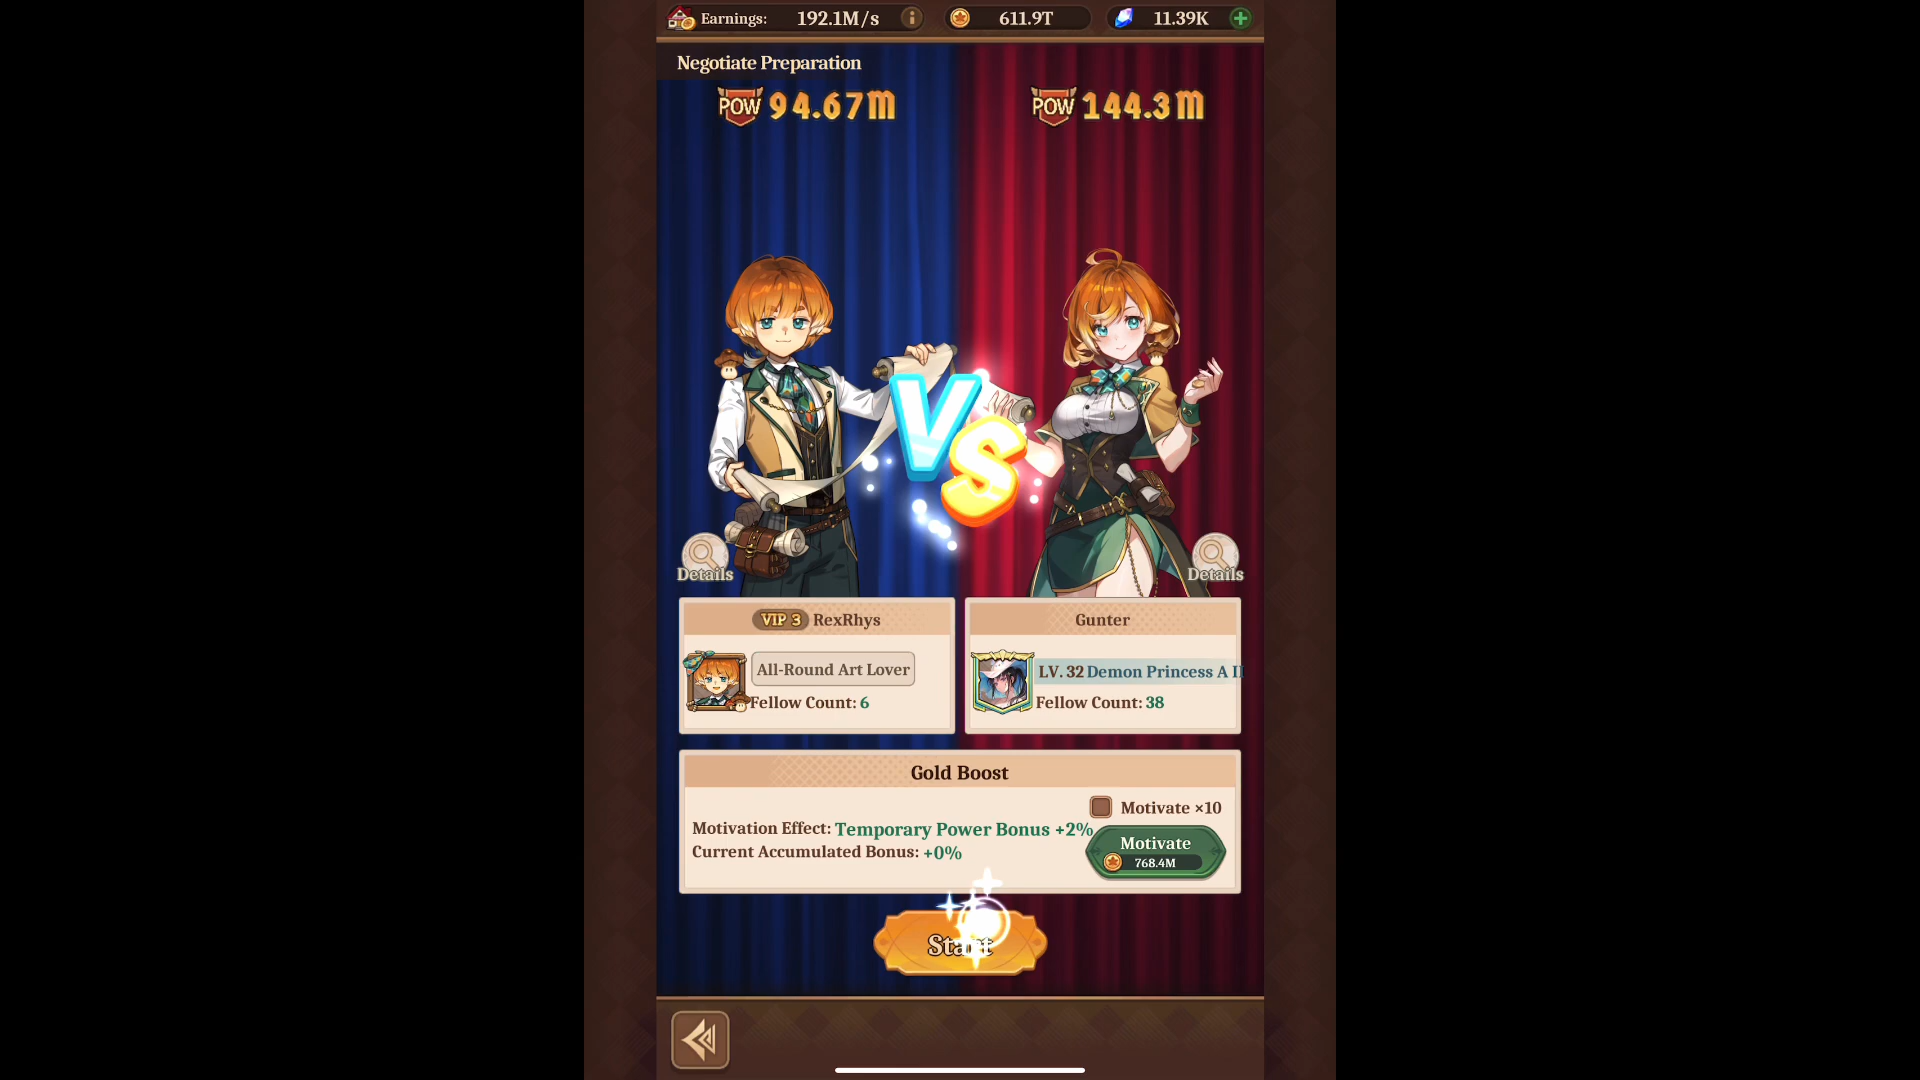 Earnings: 192.1M/s 611.9T 11.39K
Negotiate Preparation
POW 94.67M POW 144.3M
VS
Details Details
VIP 3 RexRhys
All-Round Art Lover
Fellow Count: 6
Gunter
LV. 32 Demon Princess A II
Fellow Count: 38
Gold Boost
Motivate ×10
Motivation Effect: Temporary Power Bonus +2%
Current Accumulated Bonus: +0%
Motivate
768.4M
Start